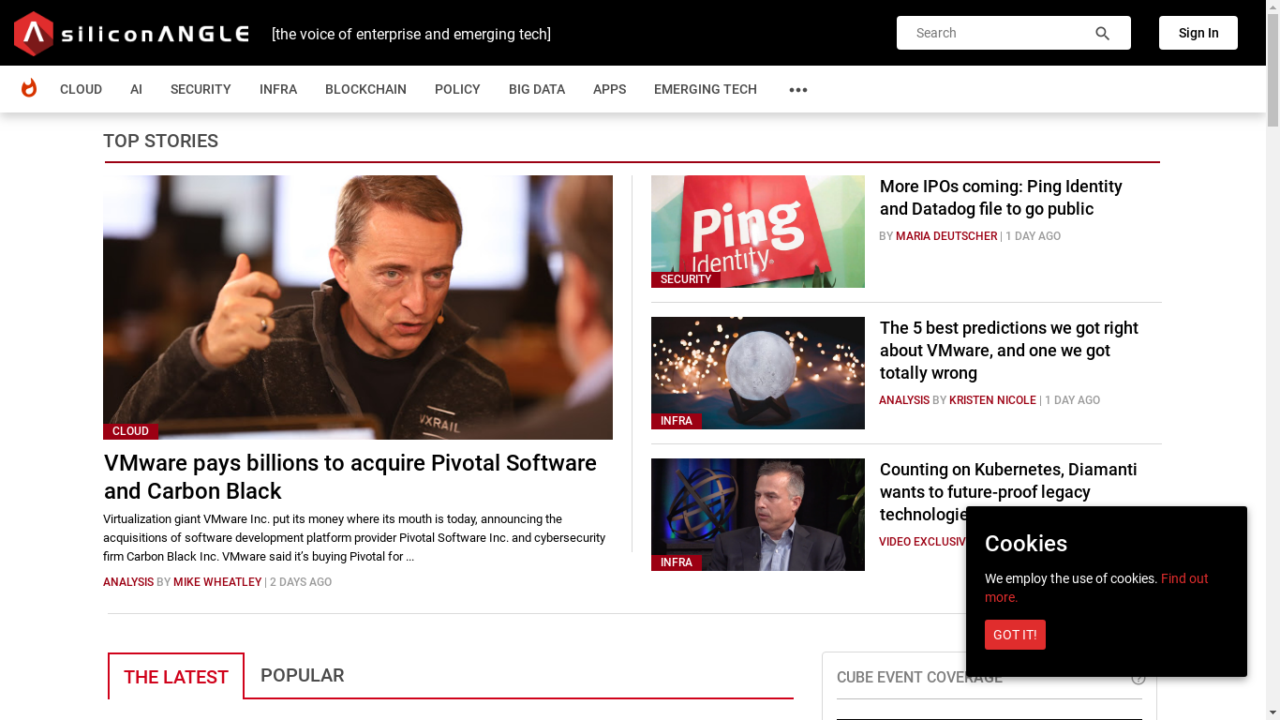 siliconANGLE
[the voice of enterprise and emerging tech]
Search
Sign In
CLOUD
AI
SECURITY
INFRA
BLOCKCHAIN
POLICY
BIG DATA
APPS
EMERGING TECH
TOP STORIES
VXRAIL
CLOUD
VMware pays billions to acquire Pivotal Software
and Carbon Black
Virtualization giant VMware Inc. put its money where its mouth is today, announcing the
acquisitions of software development platform provider Pivotal Software Inc. and cybersecurity
firm Carbon Black Inc. VMware said it's buying Pivotal for ...
ANALYSIS BY MIKE WHEATLEY | 2 DAYS AGO
Ping
Identity
SECURITY
More IPOs coming: Ping Identity
and Datadog file to go public
BY MARIA DEUTSCHER | 1 DAY AGO
INFRA
The 5 best predictions we got right
about VMware, and one we got
totally wrong
ANALYSIS BY KRISTEN NICOLE | 1 DAY AGO
INFRA
Counting on Kubernetes, Diamanti
wants to future-proof legacy
Cookies
We employ the use of cookies. Find out
more.
GOT IT!
THE LATEST
POPULAR
CUBE EVENT COVERAGE